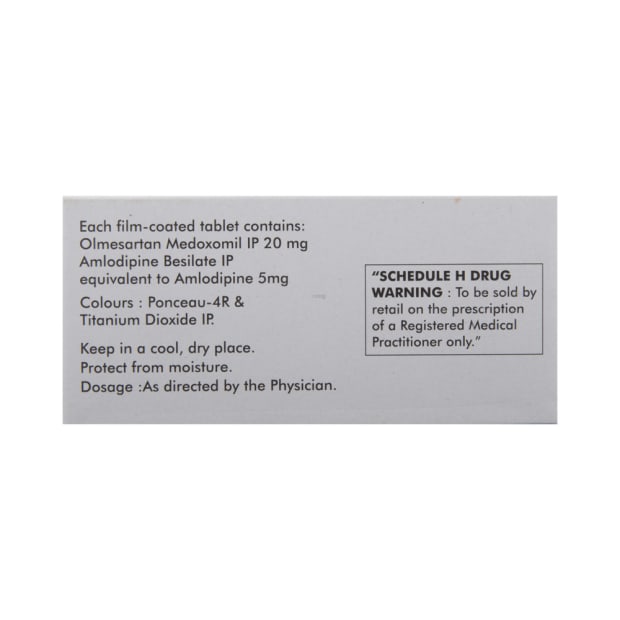 Each film-coated tablet contains:
Olmesartan Medoxomil IP 20 mg
Amlodipine Besilate IP
equivalent to Amlodipine 5mg
Colours : Ponceau-4R &
Titanium Dioxide IP.
Keep in a cool, dry place.
Protect from moisture.
Dosage :As directed by the Physician.
“SCHEDULE H DRUG
WARNING : To be sold by
retail on the prescription
of a Registered Medical
Practitioner only.”